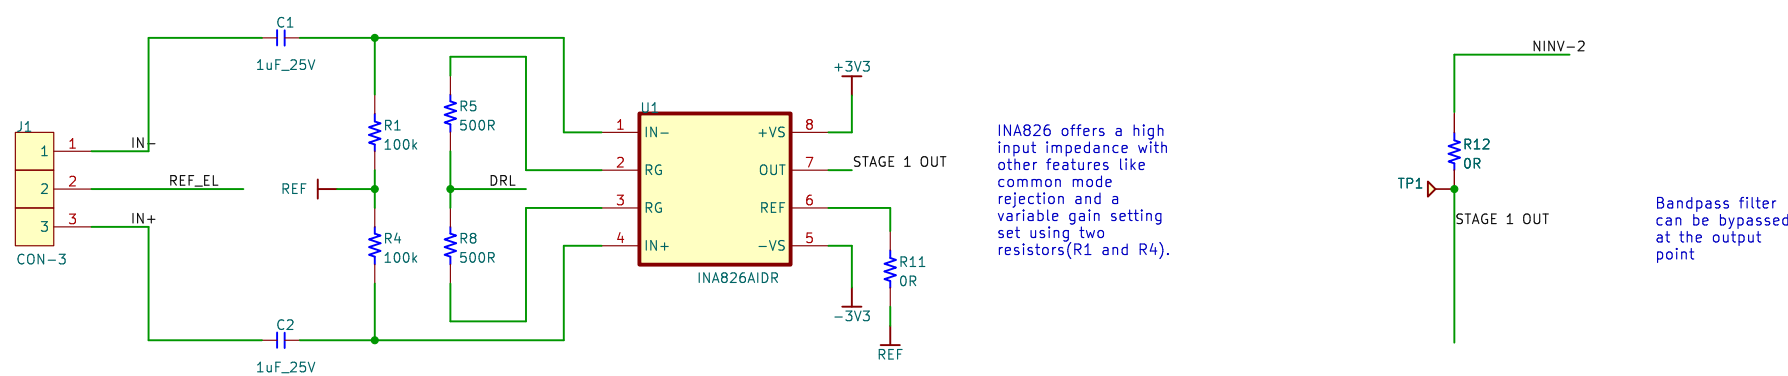 C1
1uF_25V
J1
1
2
3
1
2
3
CON-3
IN-
REF_EL
IN+
REF
R1
100k
R4
100k
C2
1uF_25V
R5
500R
DRL
R8
500R
U1
1
2
3
4
IN-
RG
RG
IN+
+VS
OUT
REF
-VS
8
7
6
5
INA826AIDR
+3V3
STAGE 1 OUT
R11
0R
-3V3
REF
INA826 offers a high
input impedance with
other features like
common mode
rejection and a
variable gain setting
set using two
resistors(R1 and R4).
NINV-2
R12
0R
TP1
STAGE 1 OUT
Bandpass filter
can be bypassed
at the output
point